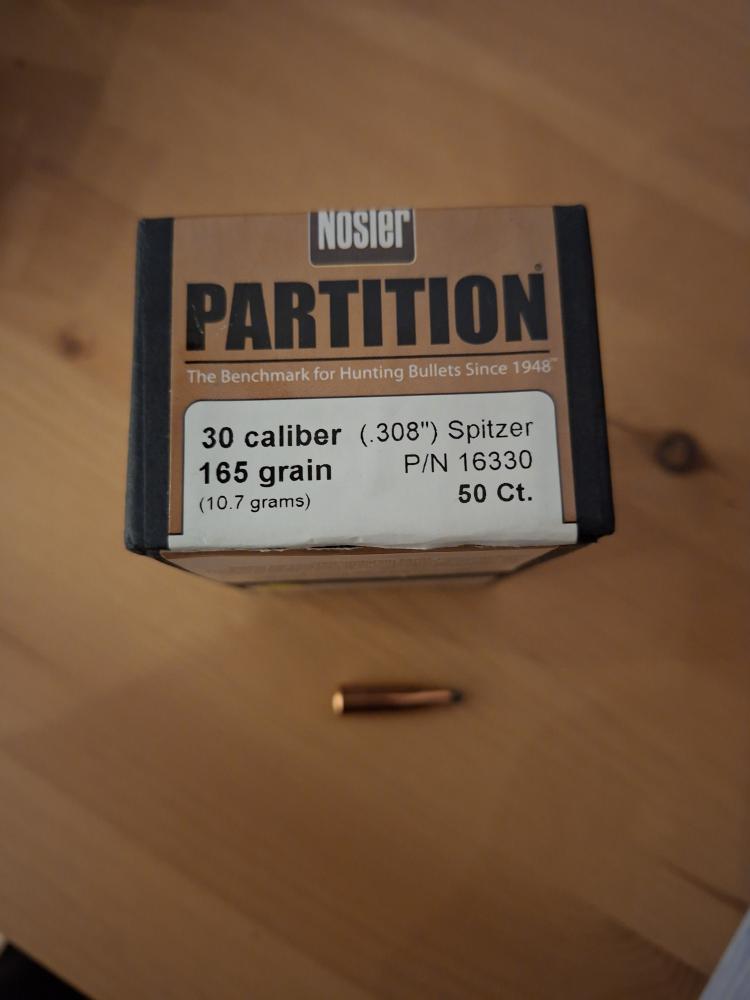 Nosler
PARTITION®
The Benchmark for Hunting Bullets Since 1948™
30 caliber (.308") Spitzer
165 grain P/N 16330
(10.7 grams) 50 Ct.